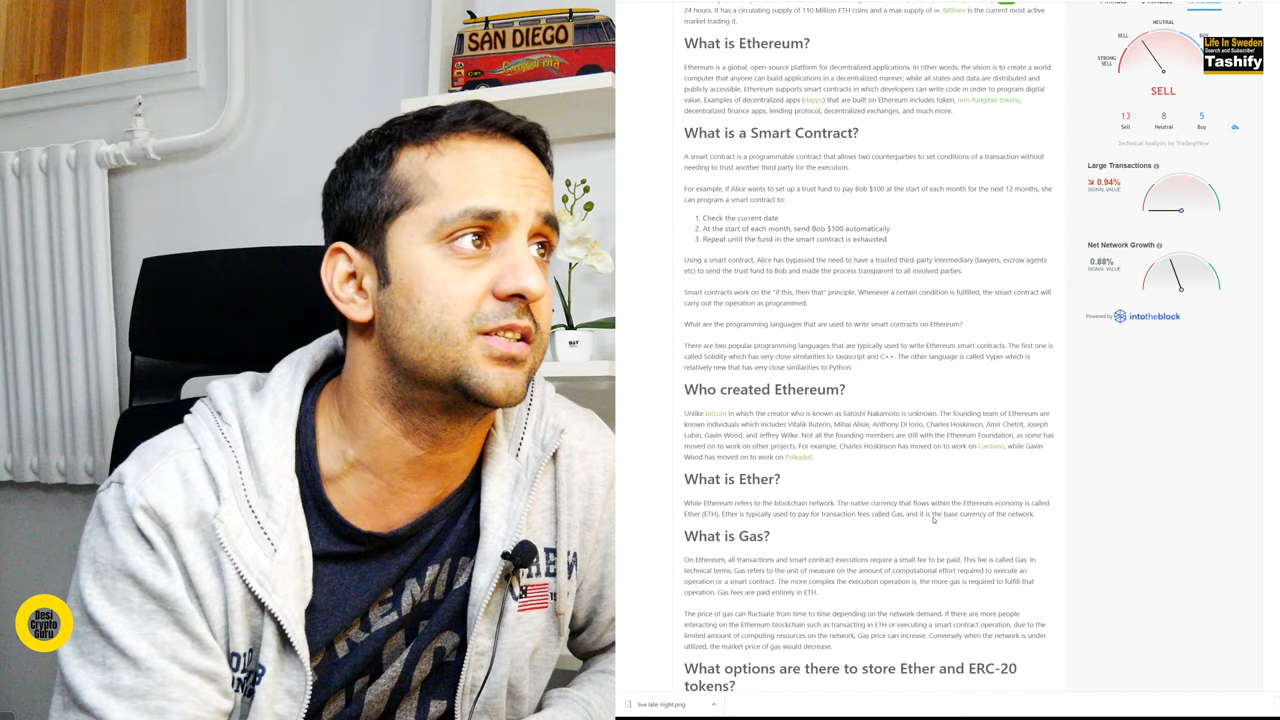 SAN DIEGO
California
Desi
Crypto
Guru
24 hours. It has a circulating supply of 110 Million ETH coins and a max supply of ∞. Bitfinex is the current most active
market trading it.
What is Ethereum?
Ethereum is a global, open-source platform for decentralized applications. In other words, the vision is to create a world
computer that anyone can build applications in a decentralized manner; while all states and data are distributed and
publicly accessible. Ethereum supports smart contracts in which developers can write code in order to program digital
value. Examples of decentralized apps (dapps) that are built on Ethereum includes token, non-fungible tokens,
decentralized finance apps, lending protocol, decentralized exchanges, and much more.
What is a Smart Contract?
A smart contract is a programmable contract that allows two counterparties to set conditions of a transaction without
needing to trust another third party for the execution.
For example, if Alice wants to set up a trust fund to pay Bob $100 at the start of each month for the next 12 months, she
can program a smart contract to:
1. Check the current date
2. At the start of each month, send Bob $100 automatically
3. Repeat until the fund in the smart contract is exhausted
Using a smart contract, Alice has bypassed the need to have a trusted third-party intermediary (lawyers, escrow agents
etc) to send the trust fund to Bob and made the process transparent to all involved parties.
Smart contracts work on the "if this, then that" principle. Whenever a certain condition is fulfilled, the smart contract will
carry out the operation as programmed.
What are the programming languages that are used to write smart contracts on Ethereum?
There are two popular programming languages that are typically used to write Ethereum smart contracts. The first one is
called Solidity which has very close similarities to Javascript and C++. The other language is called Vyper which is
relatively new that has very close similarities to Python.
Who created Ethereum?
Unlike bitcoin in which the creator who is known as Satoshi Nakamoto is unknown. The founding team of Ethereum are
known individuals which includes Vitalik Buterin, Mihai Alisie, Anthony Di Iorio, Charles Hoskinson, Amir Chetrit, Joseph
Lubin, Gavin Wood, and Jeffrey Wilke. Not all the founding members are still with the Ethereum Foundation, as some has
moved on to work on other projects. For example, Charles Hoskinson has moved on to work on Cardano, while Gavin
Wood has moved on to work on Polkadot.
What is Ether?
While Ethereum refers to the blockchain network. The native currency that flows within the Ethereum economy is called
Ether (ETH). Ether is typically used to pay for transaction fees called Gas, and it is the base currency of the network.
What is Gas?
On Ethereum, all transactions and smart contract executions require a small fee to be paid. This fee is called Gas. In
technical terms, Gas refers to the unit of measure on the amount of computational effort required to execute an
operation or a smart contract. The more complex the execution operation is, the more gas is required to fulfill that
operation. Gas fees are paid entirely in ETH.
The price of gas can fluctuate from time to time depending on the network demand. If there are more people
interacting on the Ethereum blockchain such as transacting in ETH or executing a smart contract operation, due to the
limited amount of computing resources on the network, Gas price can increase. Conversely when the network is under
utilized, the market price of gas would decrease.
What options are there to store Ether and ERC-20
tokens?
live late night.png
NEUTRAL
SELL
BUY
STRONG
SELL
Life In Sweden
Search and Subscribe!
Tashify
SELL
13 8 5
Sell Neutral Buy
Technical Analysis by TradingView
Large Transactions
0.94%
SIGNAL VALUE
Net Network Growth
0.88%
SIGNAL VALUE
Powered by intotheblock